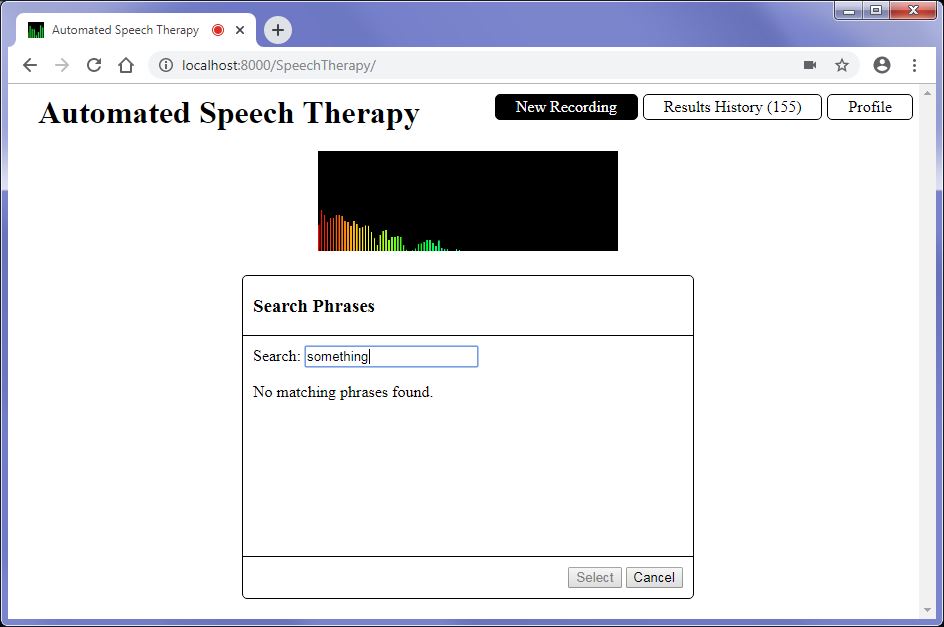 Automated Speech Therapy
localhost:8000/SpeechTherapy/
Automated Speech Therapy
New Recording
Results History (155)
Profile
Search Phrases
Search: something
No matching phrases found.
Select
Cancel